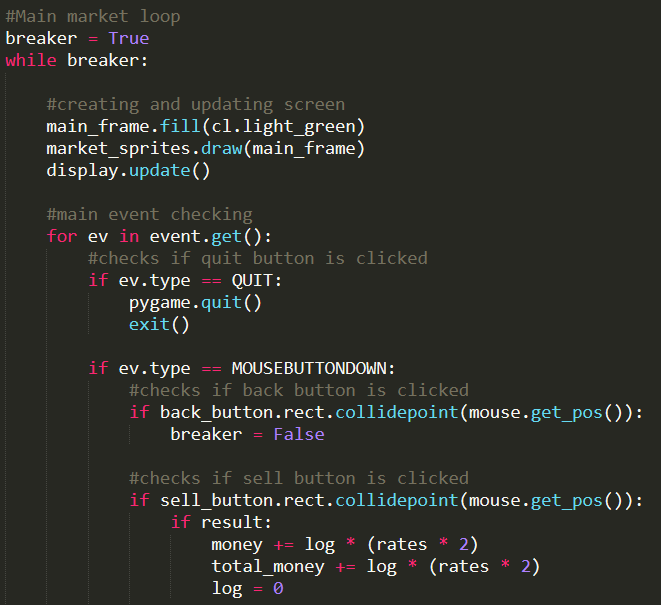 #Main market loop
breaker = True
while breaker:
#creating and updating screen
main_frame.fill(cl.light_green)
market_sprites.draw(main_frame)
display.update()
#main event checking
for ev in event.get():
#checks if quit button is clicked
if ev.type == QUIT:
pygame.quit()
exit()
if ev.type == MOUSEBUTTONDOWN:
#checks if back button is clicked
if back_button.rect.collidepoint(mouse.get_pos()):
breaker = False
#checks if sell button is clicked
if sell_button.rect.collidepoint(mouse.get_pos()):
if result:
money += log * (rates * 2)
total_money += log * (rates * 2)
log = 0